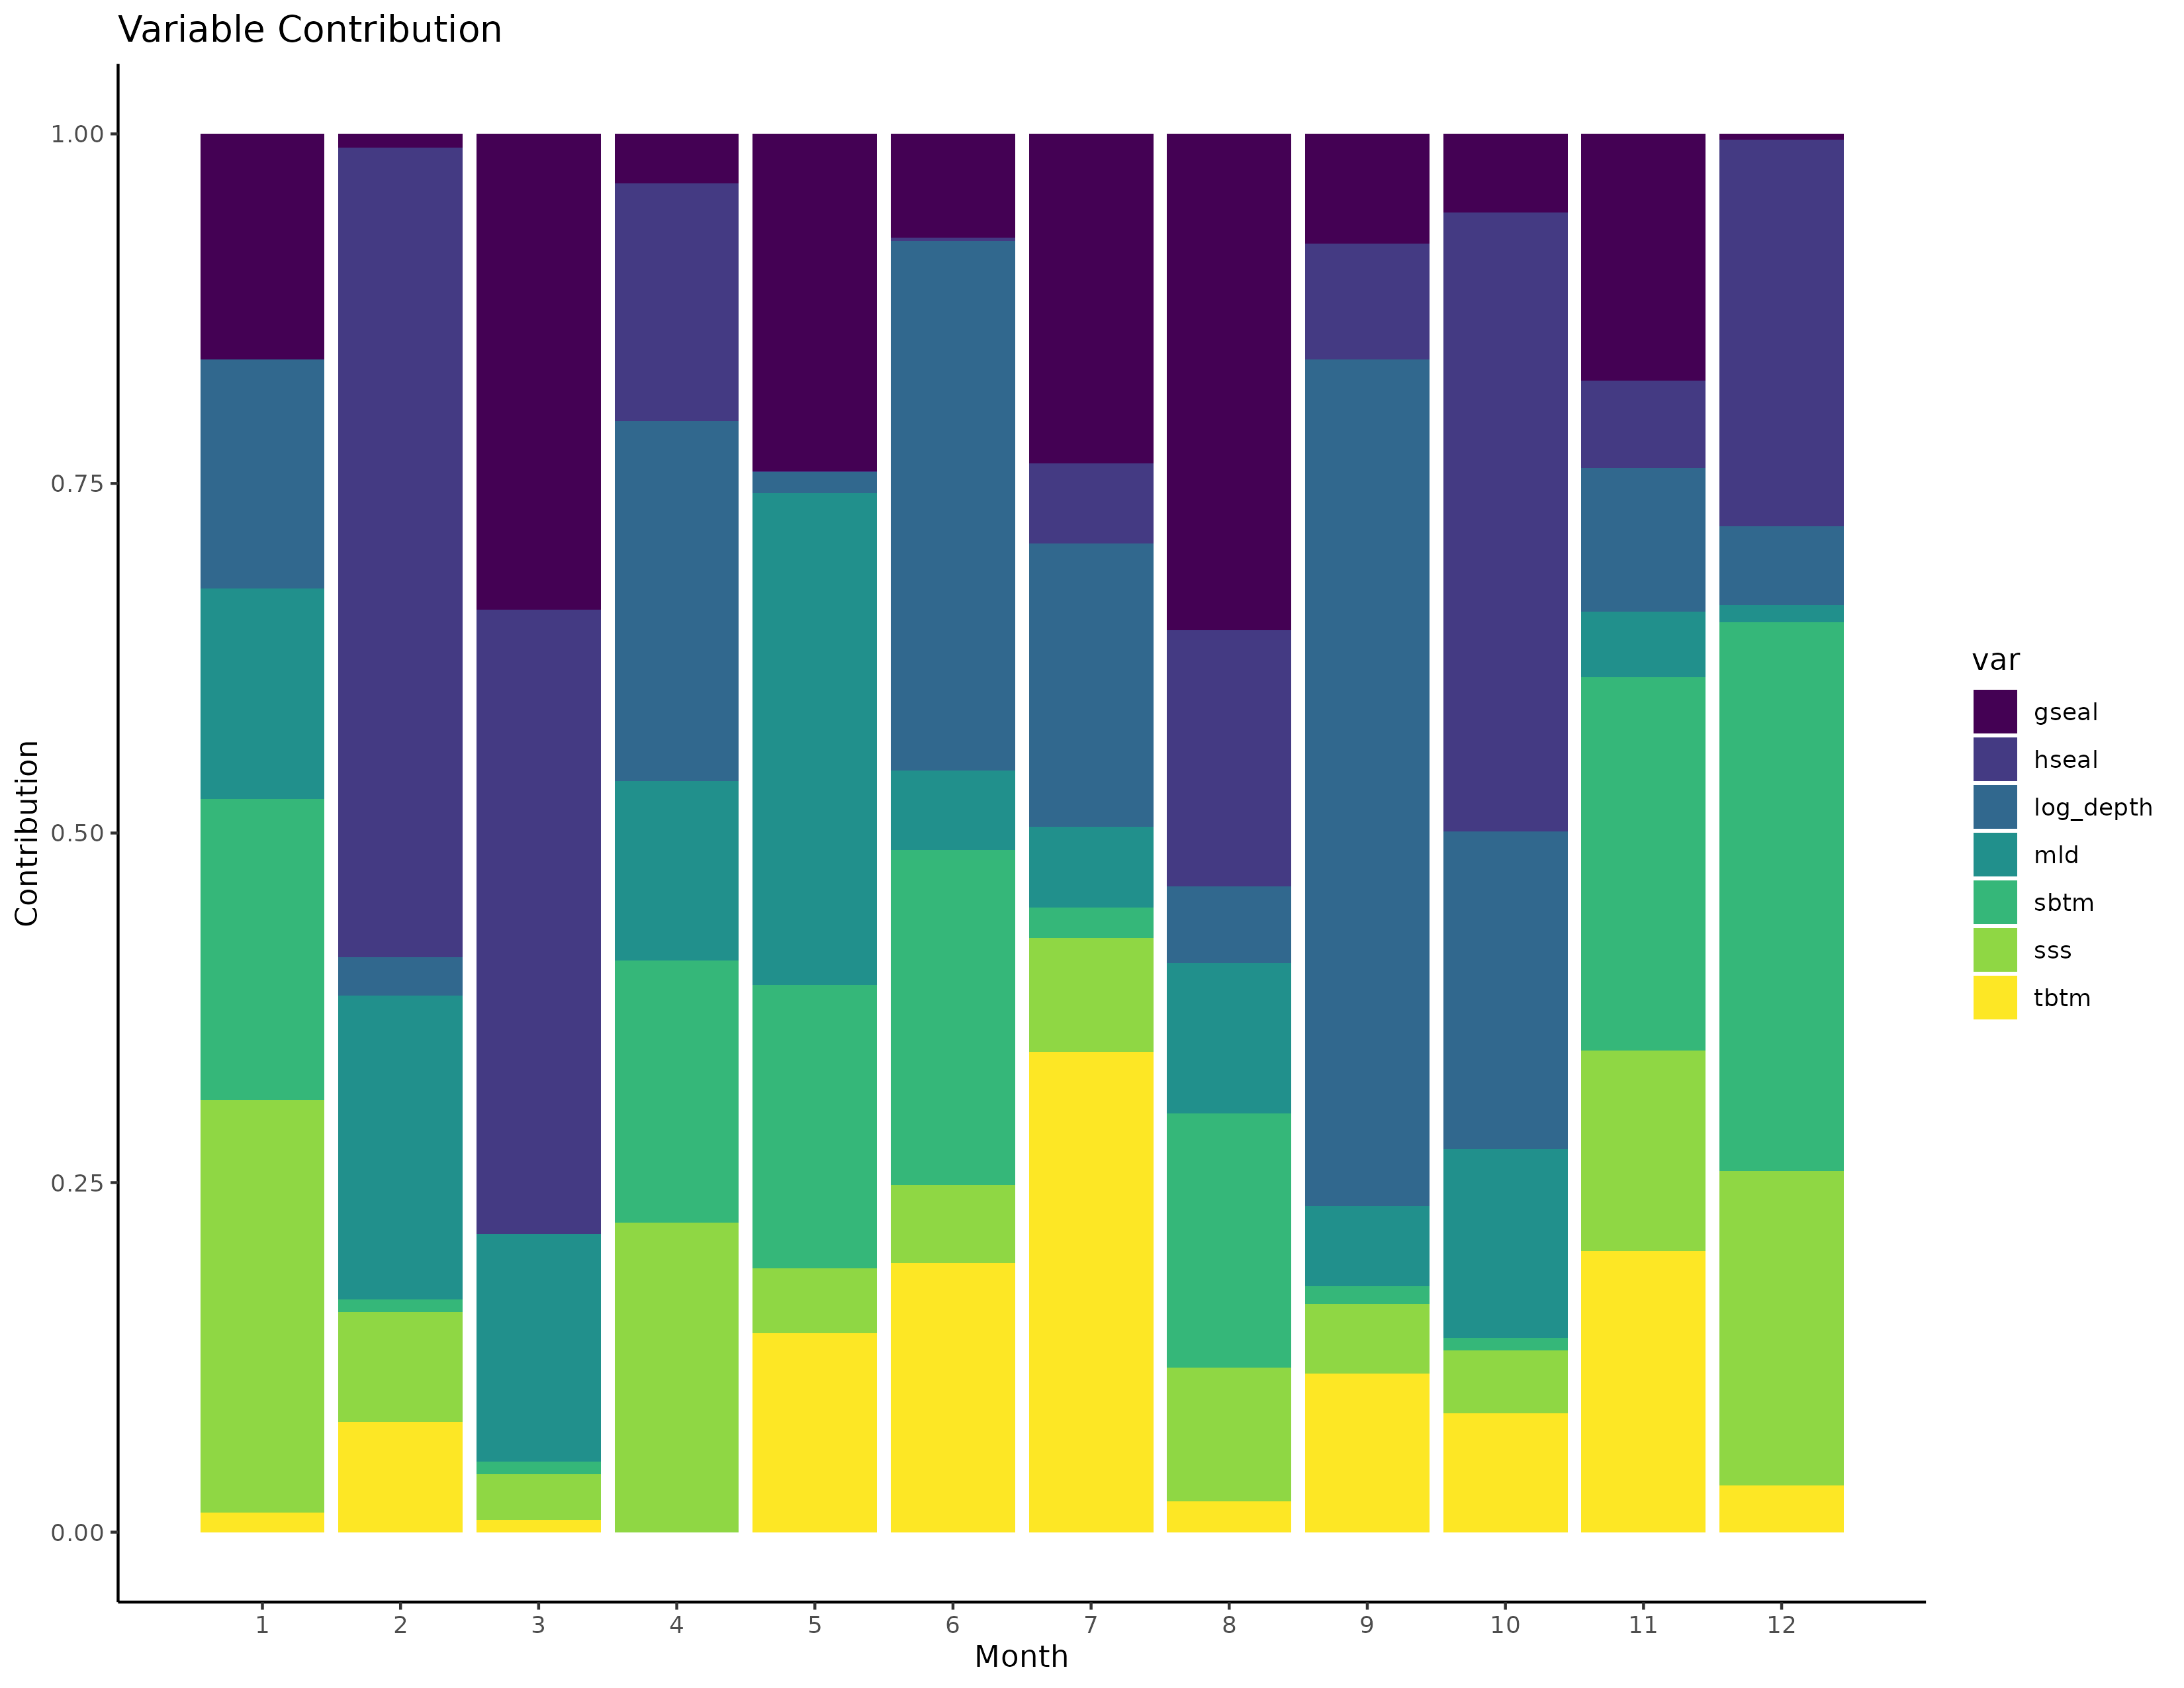 Variable Contribution
1.00
0.75
0.50
0.25
0.00
Contribution
1 2 3 4 5 6 7 8 9 10 11 12
Month
var
gseal
hseal
log_depth
mld
sbtm
sss
tbtm